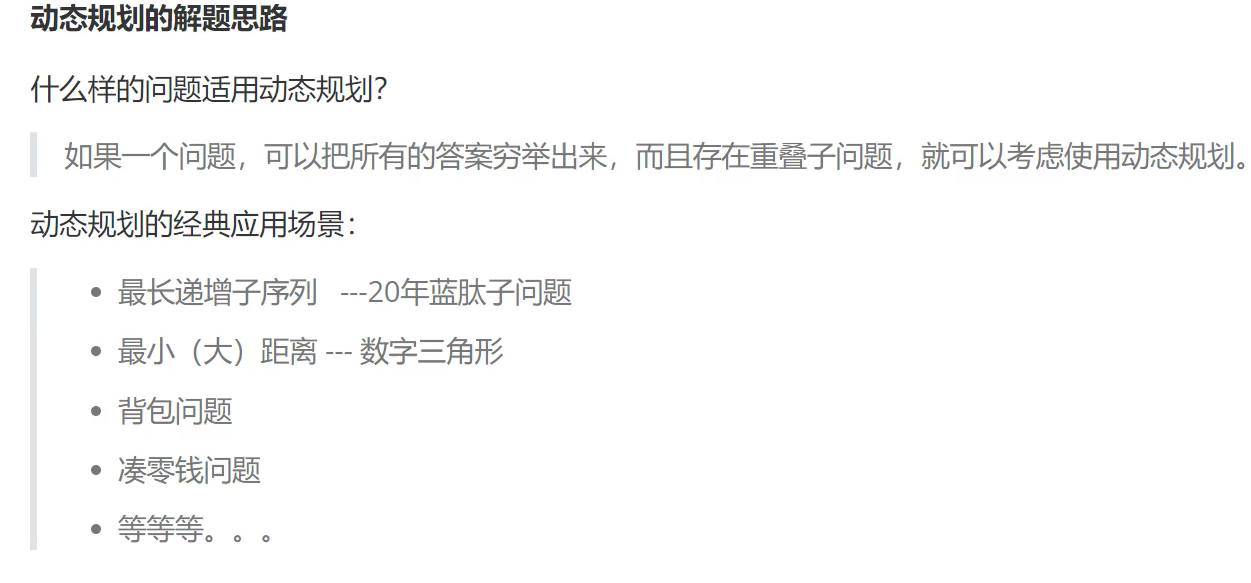 动态规划的解题思路
什么样的问题适用动态规划？
如果一个问题，可以把所有的答案穷举出来，而且存在重叠子问题，就可以考虑使用动态规划。
动态规划的经典应用场景：
最长递增子序列 ---20年蓝肽子问题
最小（大）距离 --- 数字三角形
背包问题
凑零钱问题
等等等。。。